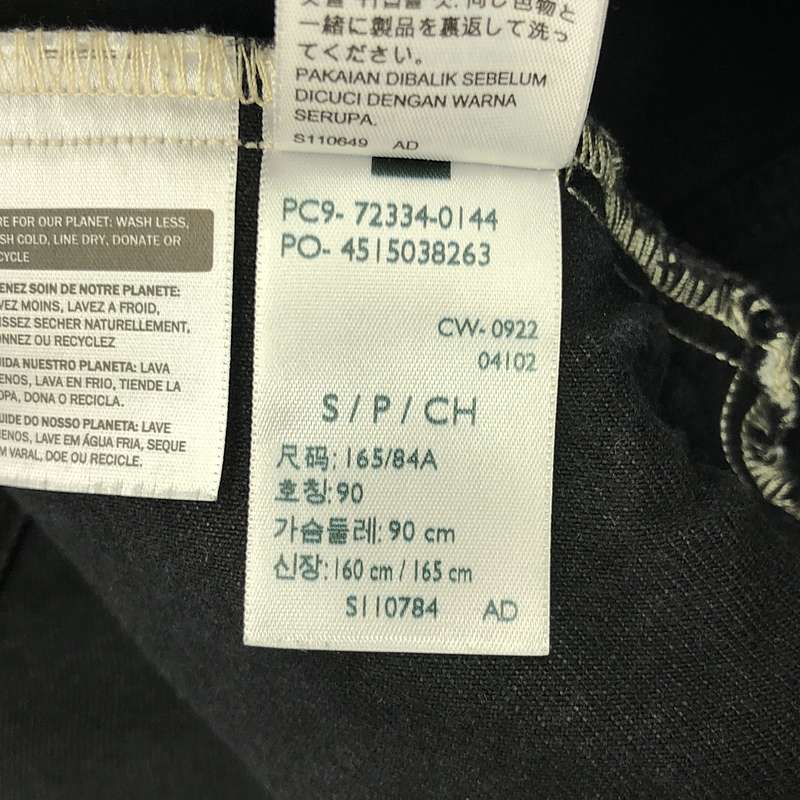 一緒に製品を裏返して洗っ
てください。
PAKAIAN DIBALIK SEBELUM
DICUCI DENGAN WARNA
SERUPA.
S110649 AD
RE FOR OUR PLANET: WASH LESS,
SH COLD, LINE DRY, DONATE OR
CYCLE
ENEZ SOIN DE NOTRE PLANETE:
VEZ MOINS, LAVEZ A FROID,
ISSEZ SECHER NATURELLEMENT,
ONNEZ OU RECYCLEZ
IDA NUESTRO PLANETA: LAVA
ENOS, LAVA EN FRIO, TIENDE LA
OPA, DONA O RECICLA.
UIDE DO NOSSO PLANETA: LAVE
ENOS, LAVE EM ÁGUA FRIA, SEQUE
M VARAL, DOE OU RECICLE.
PC9- 72334-0144
PO- 4515038263
CW- 0922
04102
S / P / CH
尺码: 165/84A
호칭: 90
가슴둘레: 90 cm
신장: 160 cm / 165 cm
S110784 AD